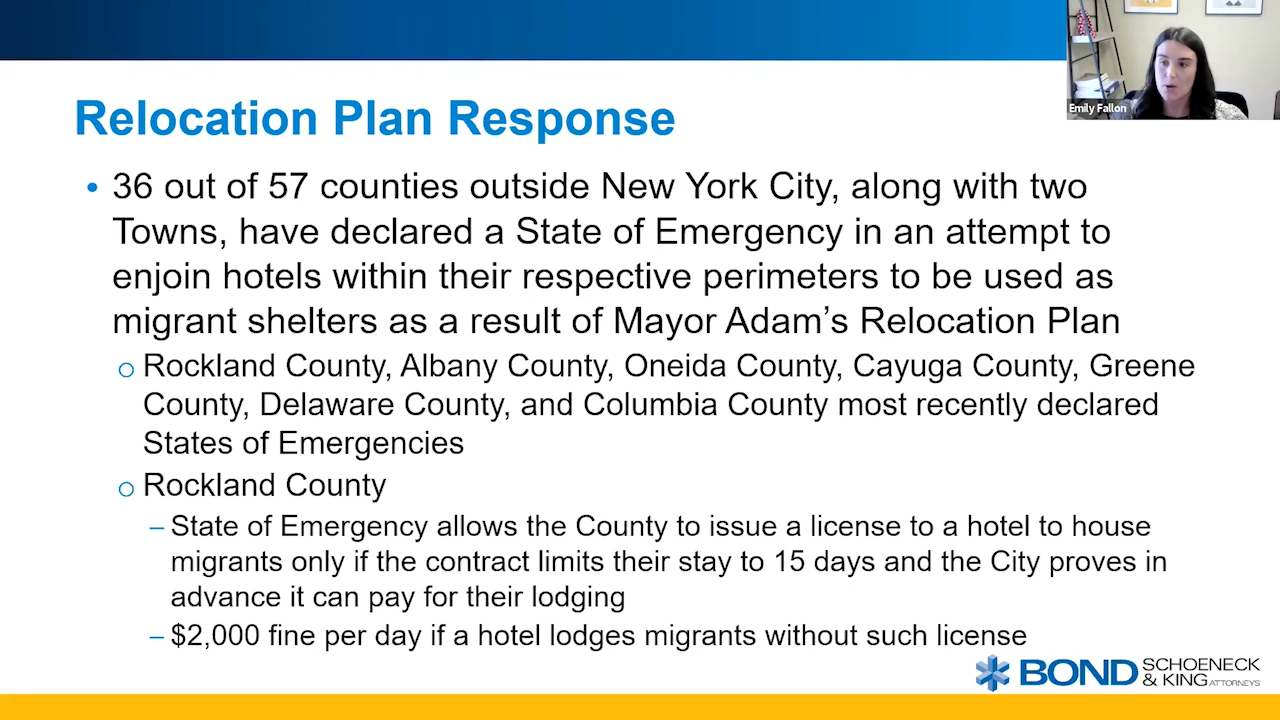 Emily Fallon
Relocation Plan Response
• 36 out of 57 counties outside New York City, along with two
Towns, have declared a State of Emergency in an attempt to
enjoin hotels within their respective perimeters to be used as
migrant shelters as a result of Mayor Adam’s Relocation Plan
o Rockland County, Albany County, Oneida County, Cayuga County, Greene
County, Delaware County, and Columbia County most recently declared
States of Emergencies
o Rockland County
– State of Emergency allows the County to issue a license to a hotel to house
migrants only if the contract limits their stay to 15 days and the City proves in
advance it can pay for their lodging
– $2,000 fine per day if a hotel lodges migrants without such license
BOND SCHOENECK
& KING ATTORNEYS